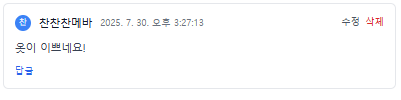 찬 찬찬찬메바 2025. 7. 30. 오후 3:27:13 수정 삭제
옷이 이쁘네요!
답글